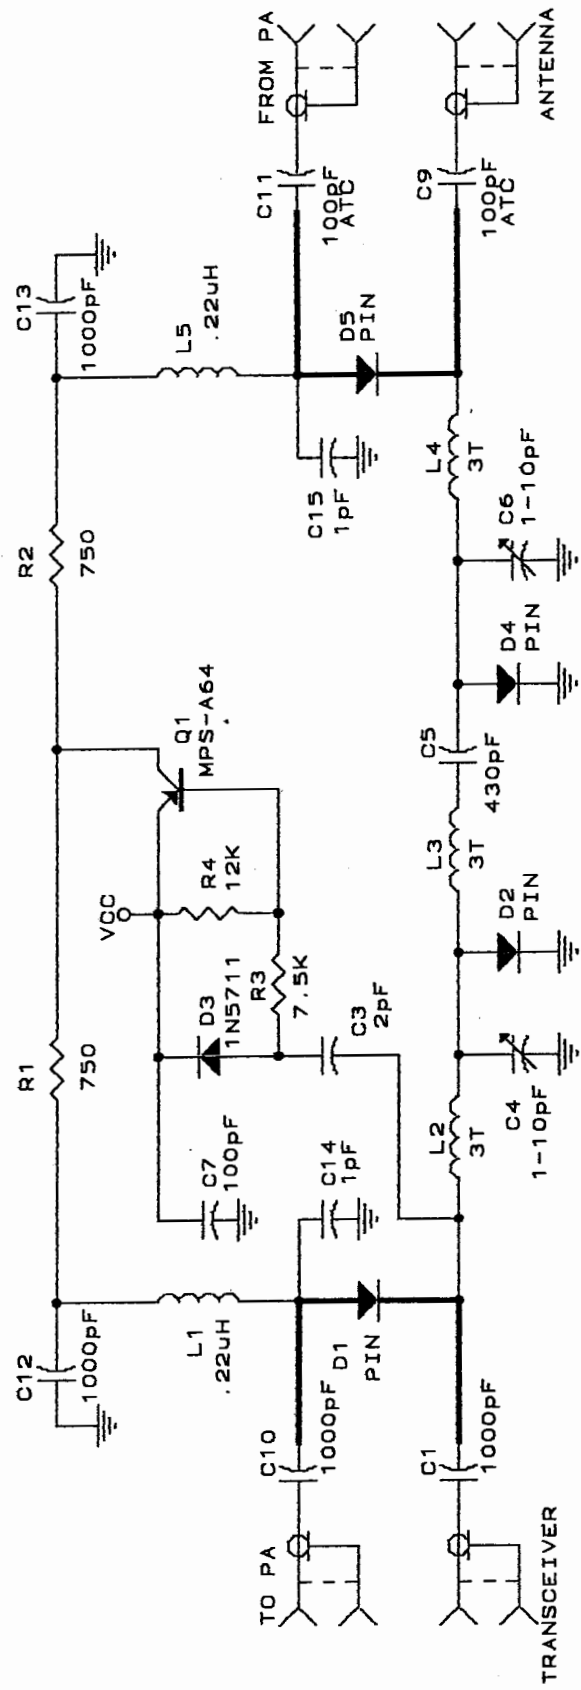 C12
1000pF
R1
750
R2
750
C13
1000pF
L1
.22uH
C7
100pF
D3
1N5711
VCC
R4
12K
R3
7.5K
Q1
MPS-A64
L5
.22uH
TO PA
C10
1000pF
C14
1pF
D1
PIN
C3
2pF
C15
1pF
D5
PIN
C11
100pF
ATC
FROM PA
TRANSCEIVER
C1
1000pF
L2
3T
C4
1-10pF
D2
PIN
L3
3T
C5
430pF
D4
PIN
C6
1-10pF
L4
3T
C9
100pF
ATC
ANTENNA